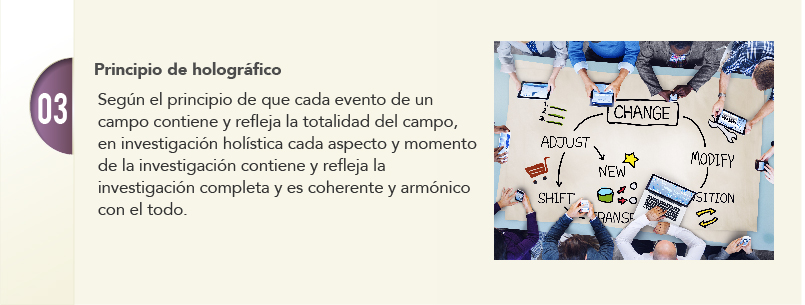 03
Principio de holográfico
Según el principio de que cada evento de un
campo contiene y refleja la totalidad del campo,
en investigación holística cada aspecto y momento
de la investigación contiene y refleja la
investigación completa y es coherente y armónico
con el todo.
CHANGE
ADJUST
MODIFY
NEW
SHIFT